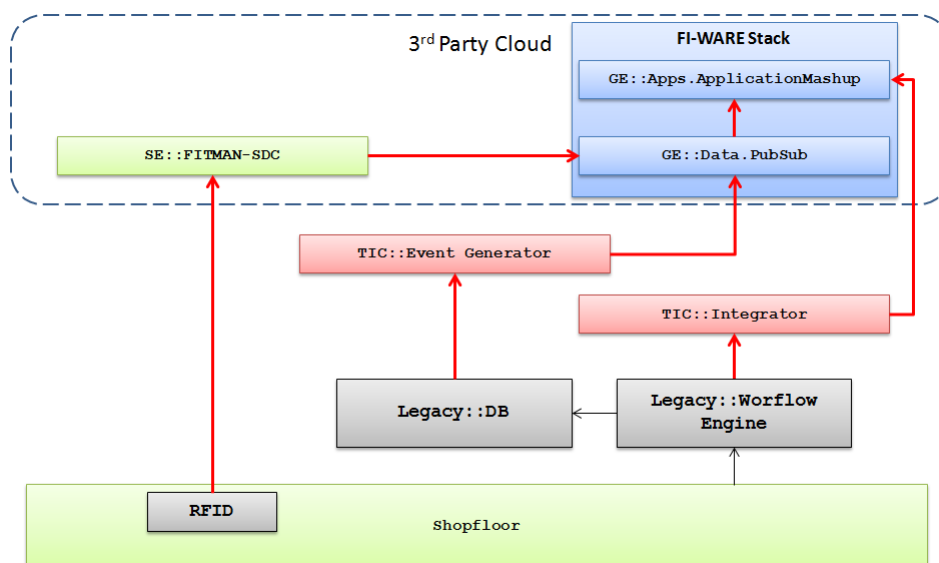 3rd Party Cloud
FI-WARE Stack
GE::Apps.ApplicationMashup
SE::FITMAN-SDC
GE::Data.PubSub
TIC::Event Generator
TIC::Integrator
Legacy::DB
Legacy::Worflow
Engine
RFID
Shopfloor